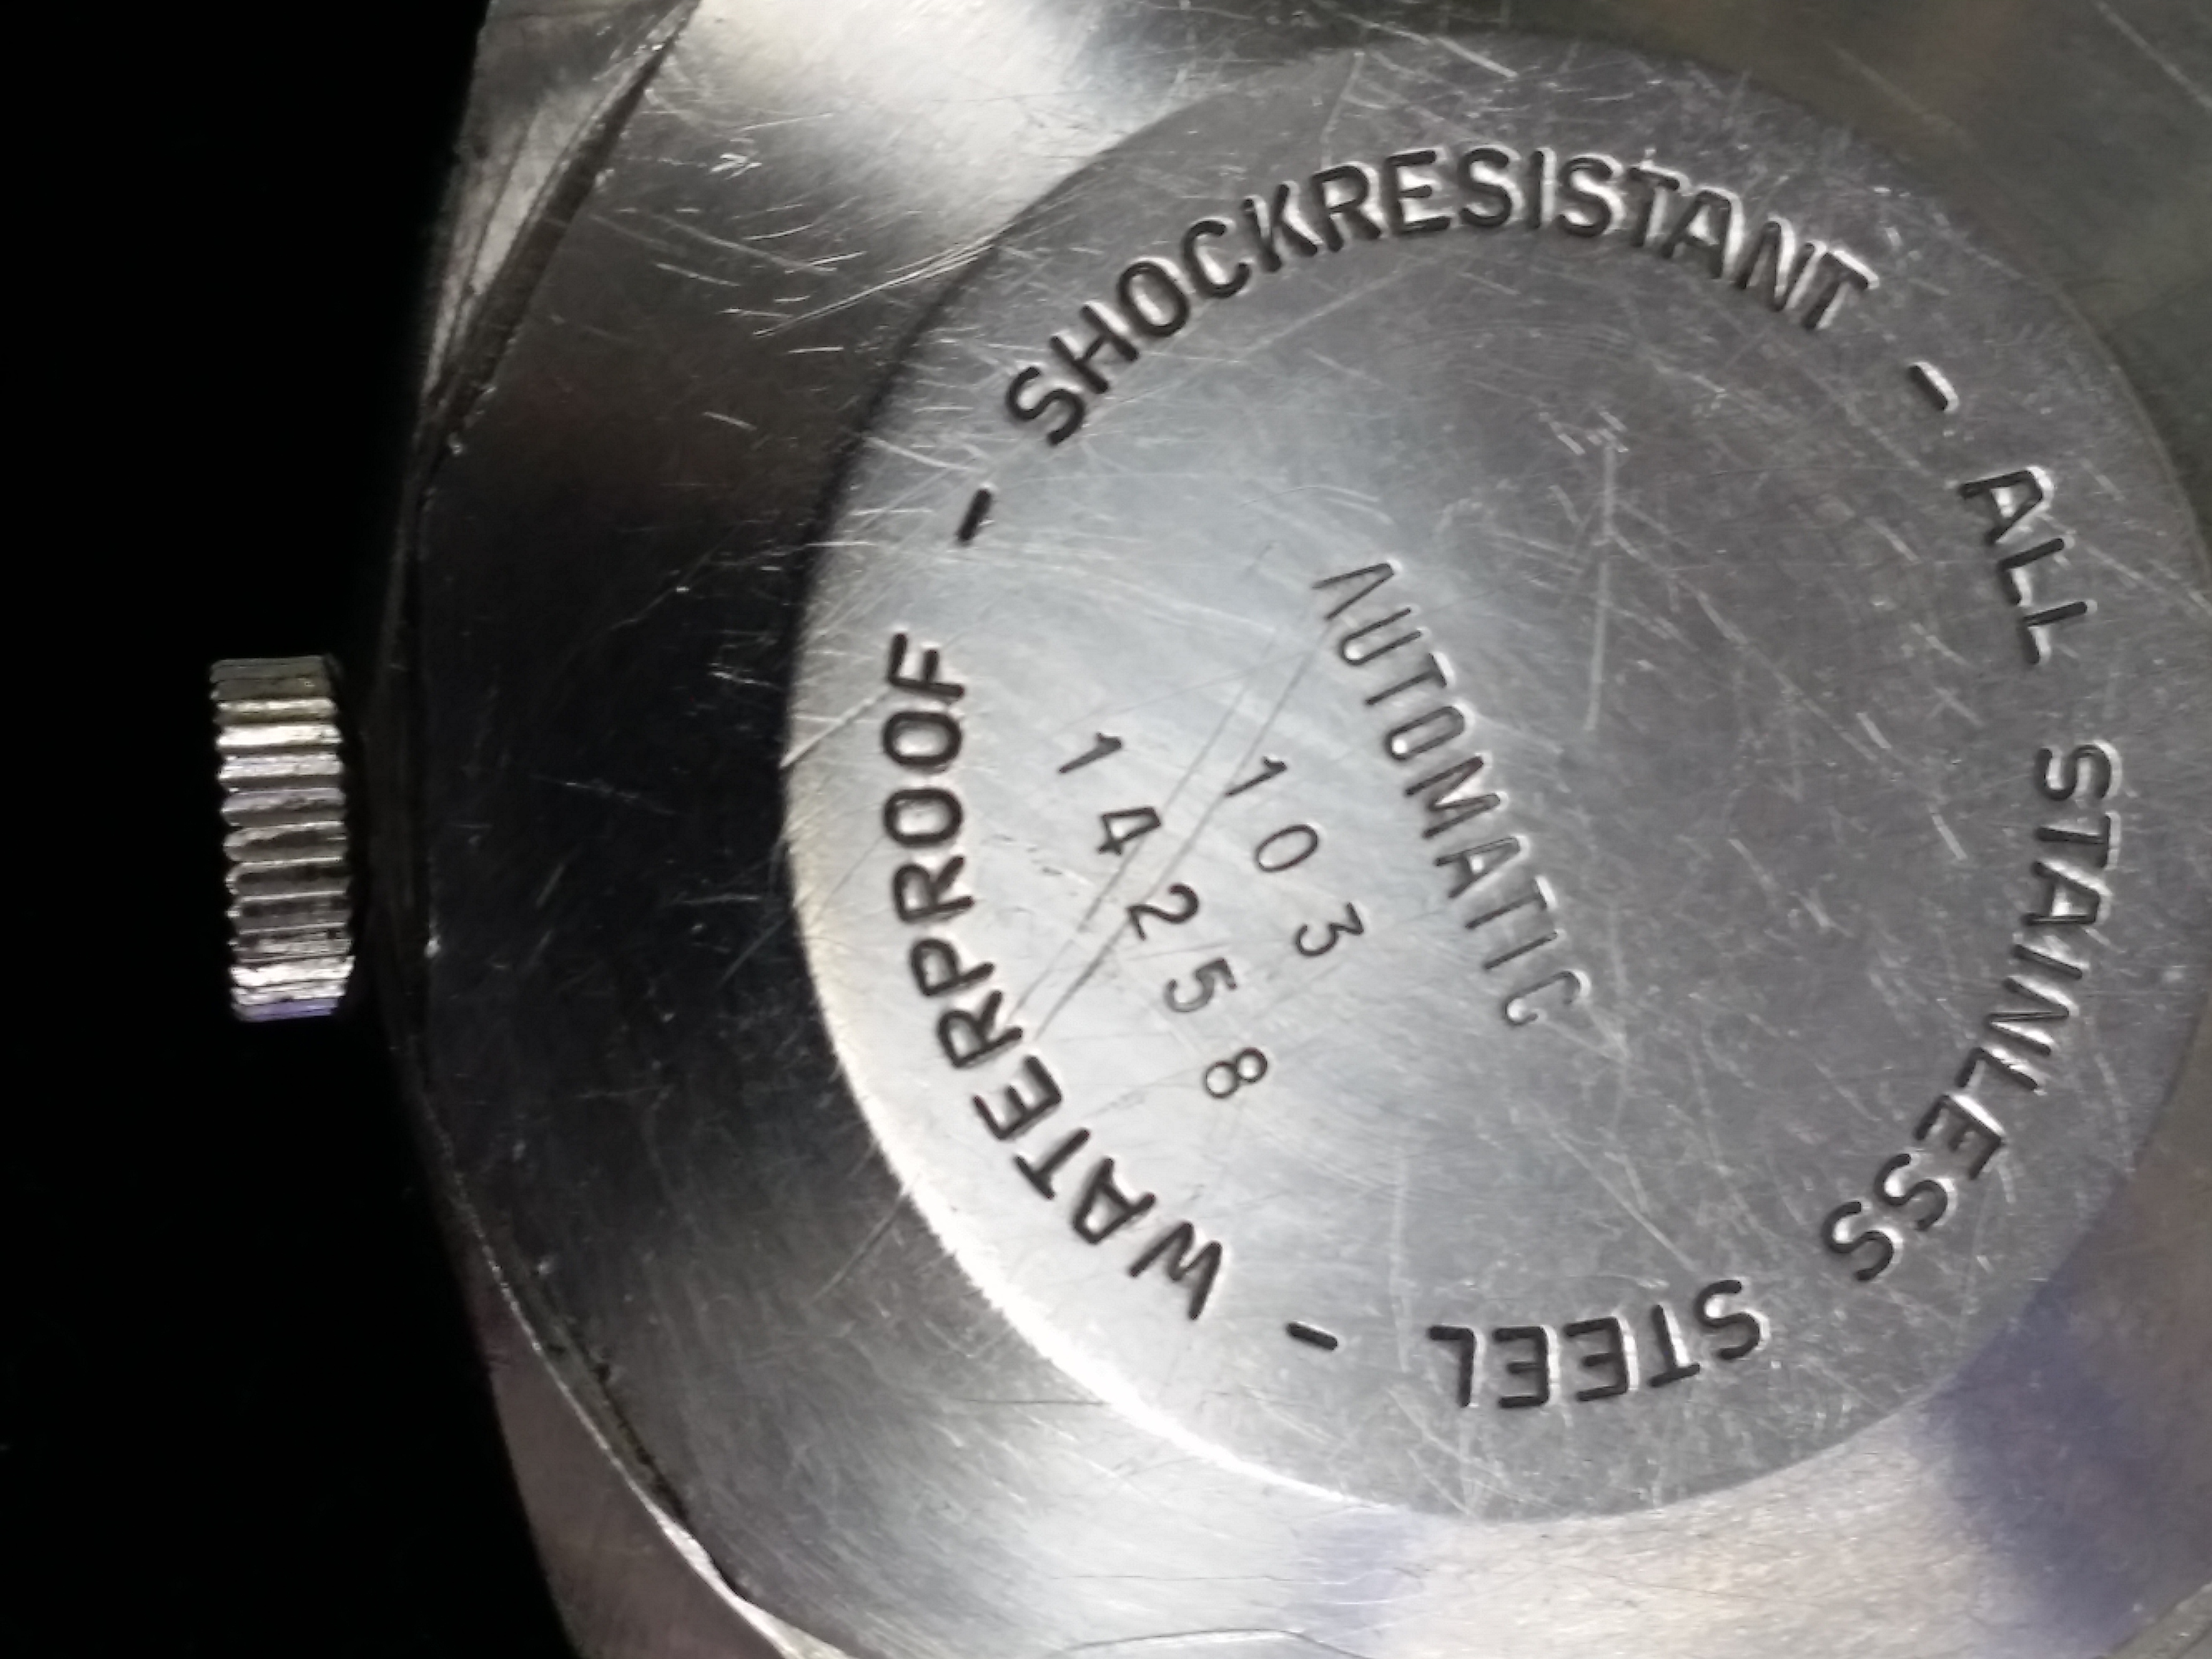 WATERPROOF - SHOCKRESISTANT - ALL STAINLESS STEEL -
AUTOMATIC
103
14258